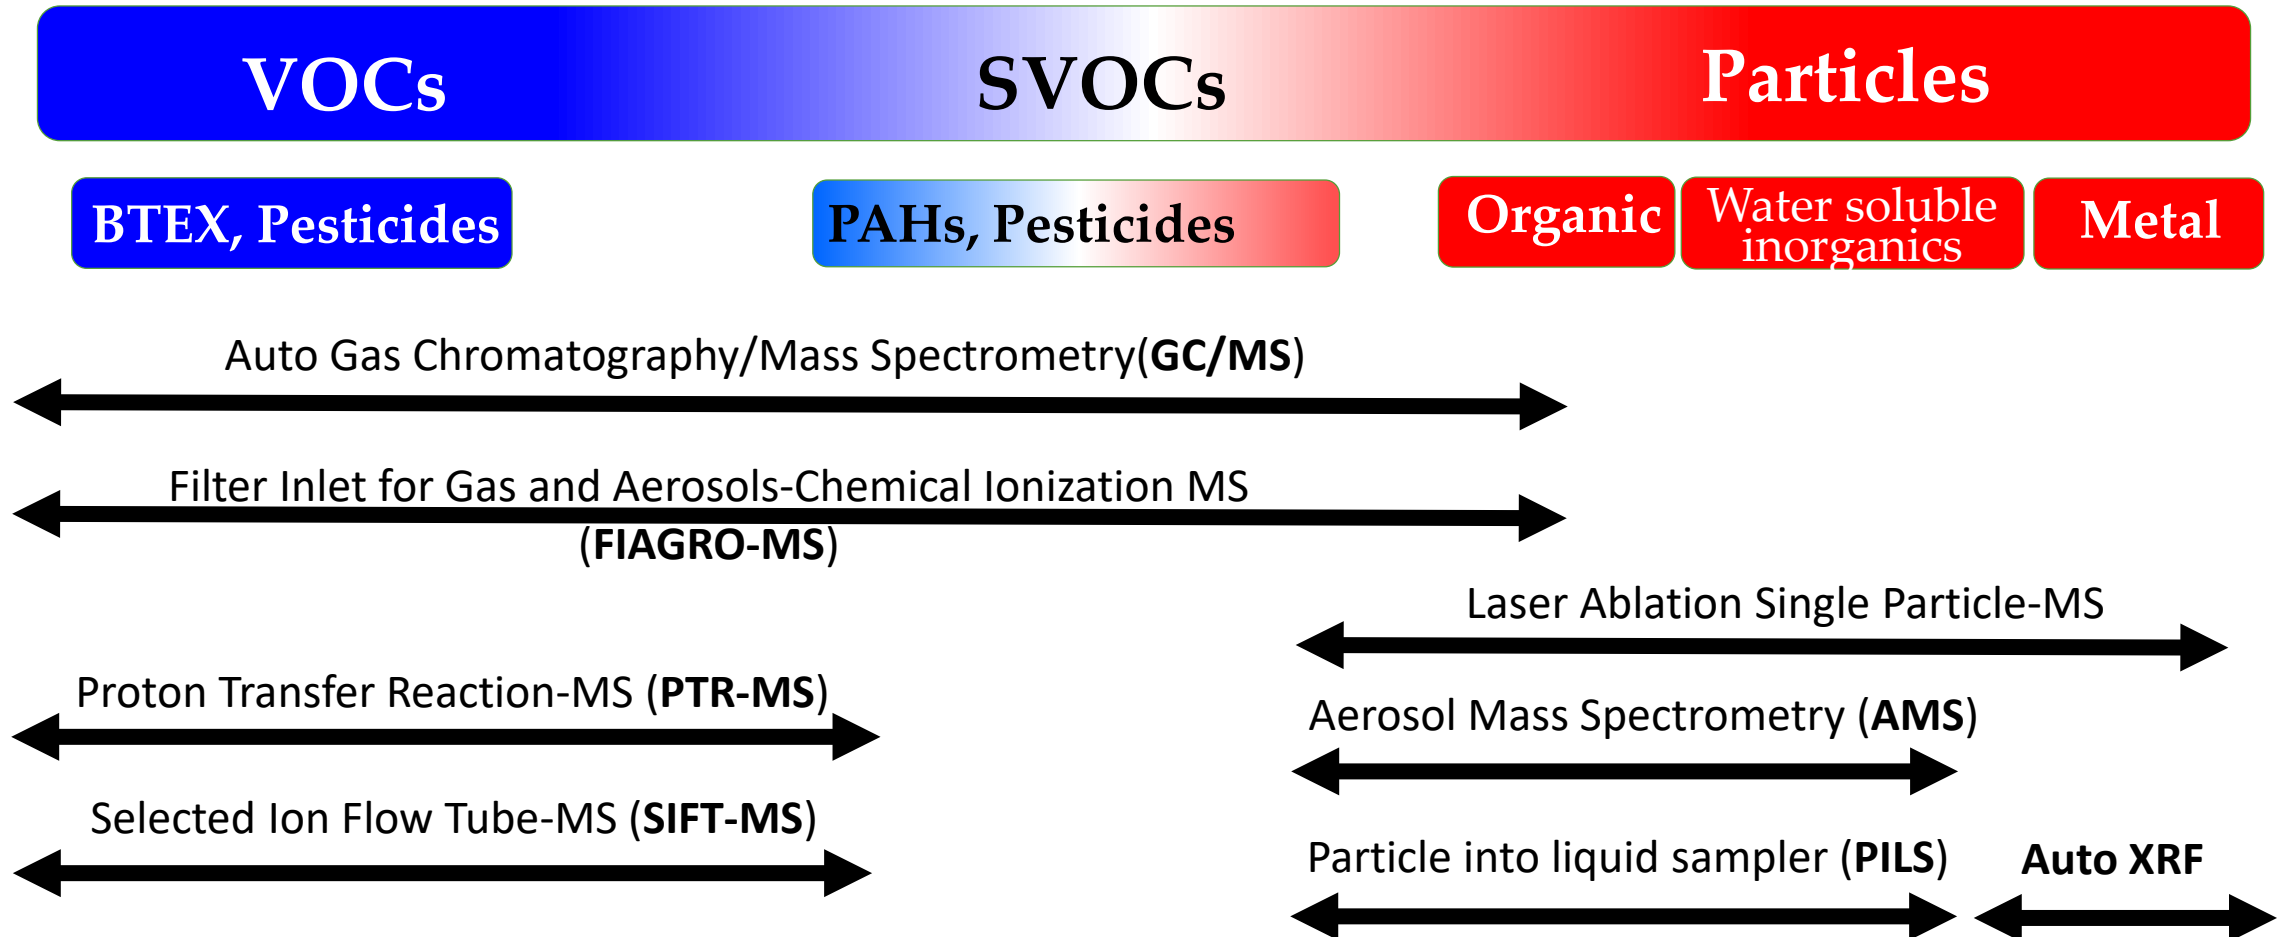 VOCs SVOCs Particles
BTEX, Pesticides PAHs, Pesticides Organic Water soluble
inorganics Metal
Auto Gas Chromatography/Mass Spectrometry(GC/MS)
Filter Inlet for Gas and Aerosols-Chemical Ionization MS
(FIAGRO-MS)
Laser Ablation Single Particle-MS
Proton Transfer Reaction-MS (PTR-MS)
Aerosol Mass Spectrometry (AMS)
Selected Ion Flow Tube-MS (SIFT-MS)
Particle into liquid sampler (PILS) Auto XRF